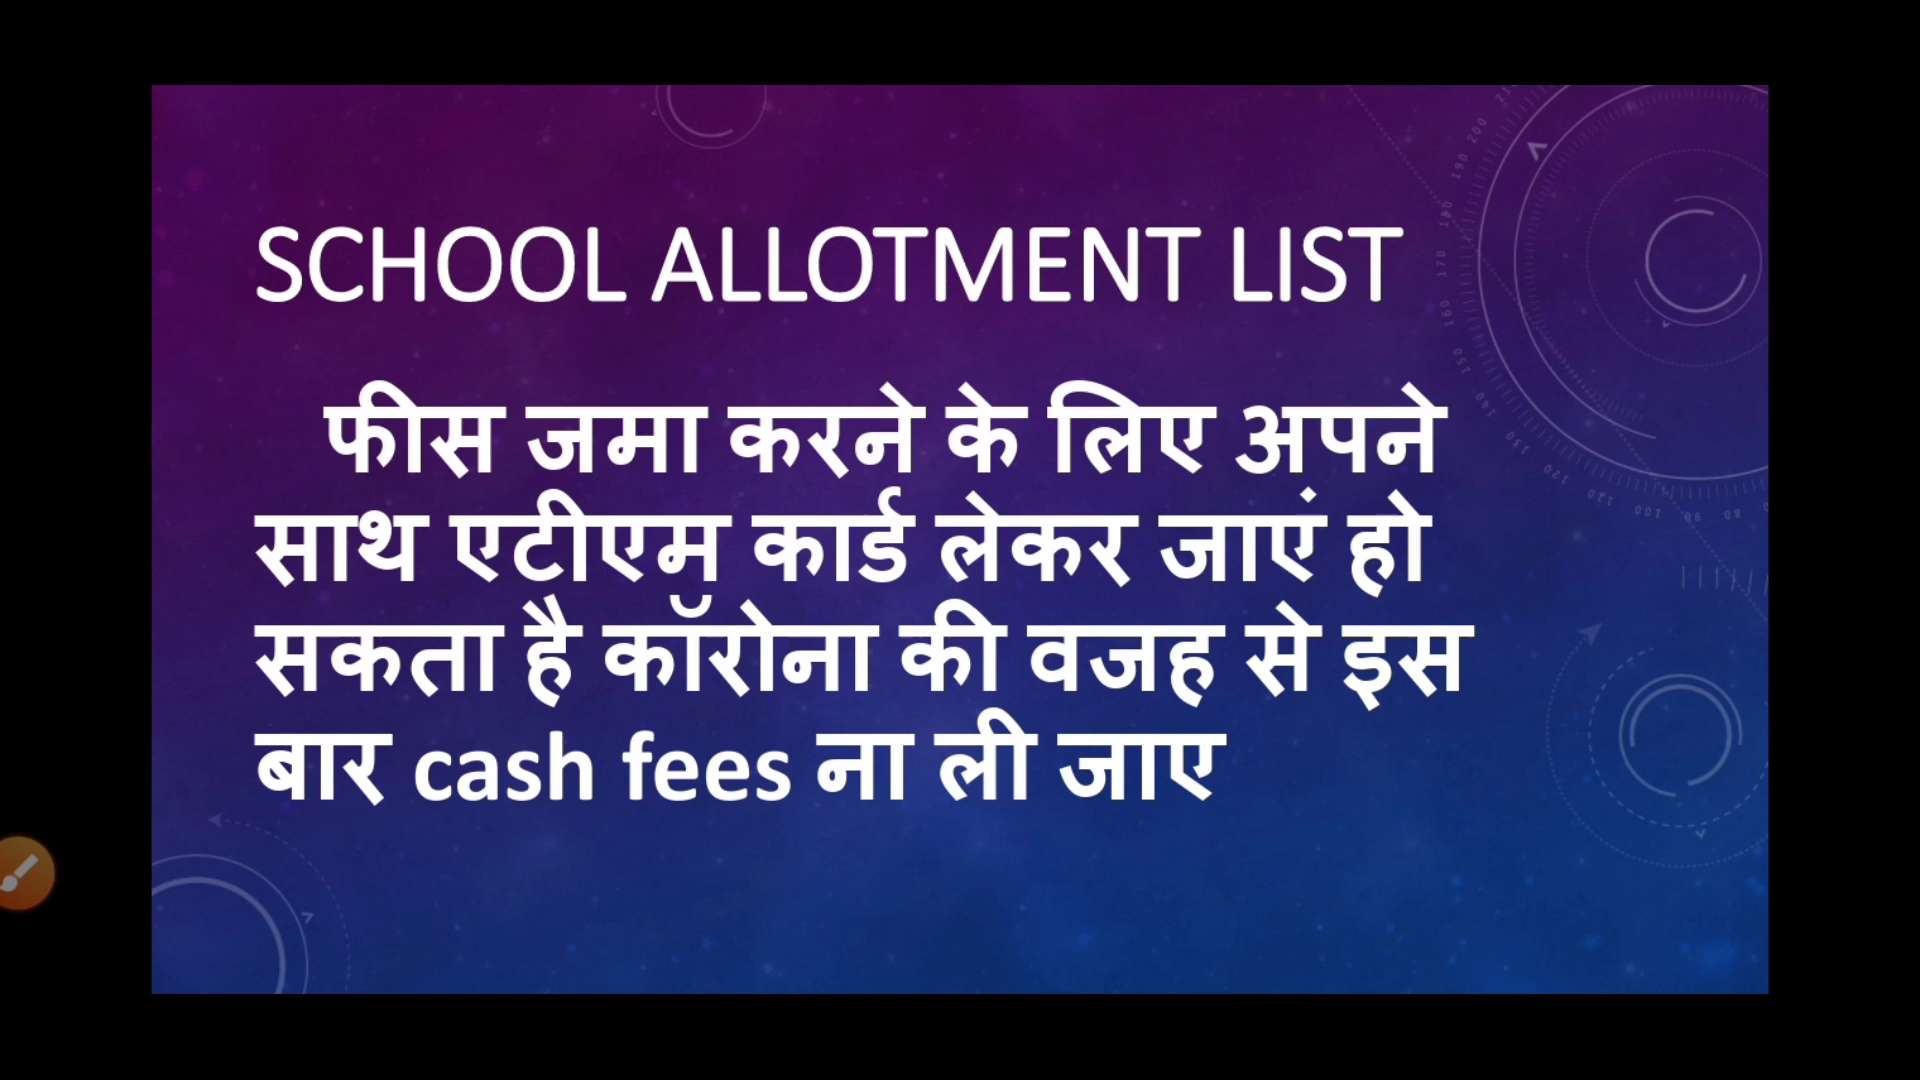 SCHOOL ALLOTMENT LIST
फीस जमा करने के लिए अपने
साथ एटीएम कार्ड लेकर जाएं हो
सकता है कॉरोना की वजह से इस
बार cash fees ना ली जाए